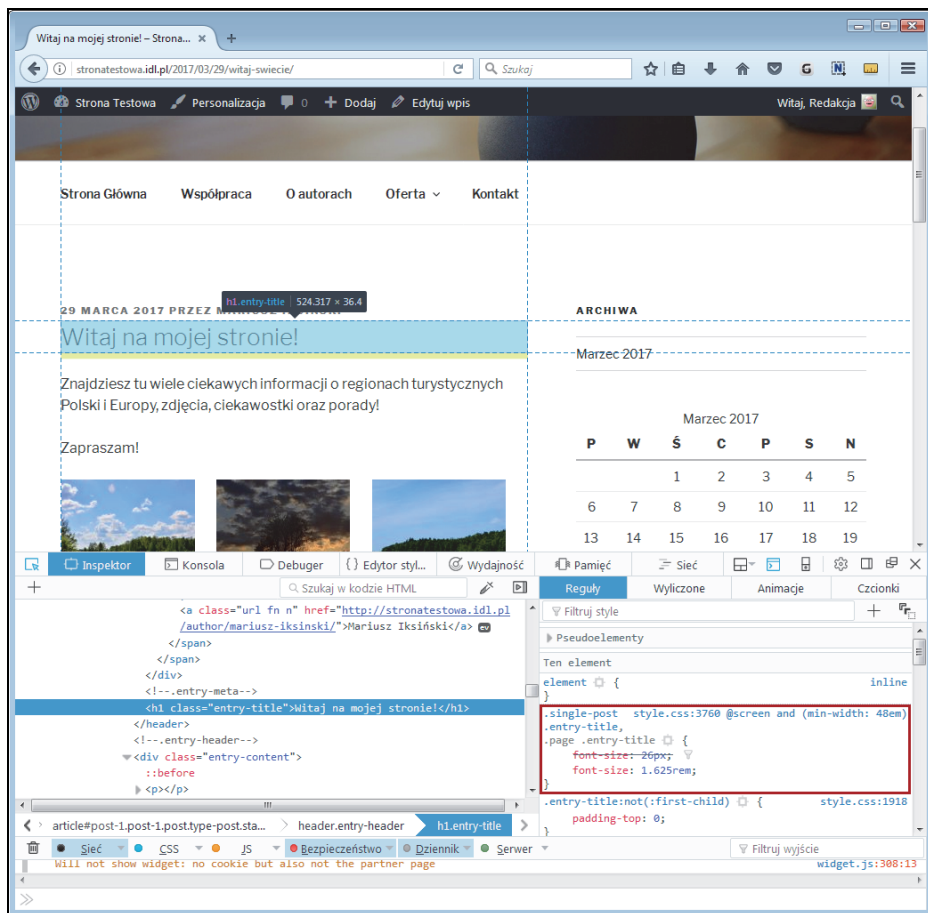 Witaj na mojej stronie! – Strona... × +
stronatestowa.idl.pl/2017/03/29/witaj-swiecie/ Szukaj
Strona Testowa Personalizacja 0 + Dodaj Edytuj wpis Witaj, Redakcja
Strona Główna Współpraca O autorach Oferta Kontakt
h1.entry-title | 524.317 × 36.4
29 MARCA 2017 PRZEZ
Witaj na mojej stronie!
Znajdziesz tu wiele ciekawych informacji o regionach turystycznych
Polski i Europy, zdjęcia, ciekawostki oraz porady!
Zapraszam!
ARCHIWA
Marzec 2017
Marzec 2017
P W Ś C P S N
1 2 3 4 5
6 7 8 9 10 11 12
13 14 15 16 17 18 19
Inspektor Konsola Debuger {} Edytor styl... Wydajność Pamięć Sieć
+ Szukaj w kodzie HTML
Reguły Wyliczone Animacje Czcionki
<a class="url fn n" href="http://stronatestowa.idl.pl
/author/mariusz-iksinski/">Mariusz Iksiński</a> ev
</span>
</span>
</div>
<!--.entry-meta-->
<h1 class="entry-title">Witaj na mojej stronie!</h1>
</header>
<!--.entry-header-->
<div class="entry-content">
::before
<p></p>
Filtruj style +
Pseudoelementy
Ten element
element { inline
}
.single-post style.css:3760 @screen and (min-width: 48em)
.entry-title,
.page .entry-title {
font-size: 26px;
font-size: 1.625rem;
}
.entry-title:not(:first-child) { style.css:1918
padding-top: 0;
}
article#post-1.post-1.post.type-post.sta... header.entry-header h1.entry-title
Sieć CSS JS Bezpieczeństwo Dziennik Serwer Filtruj wyjście
Will not show widget: no cookie but also not the partner page widget.js:308:13